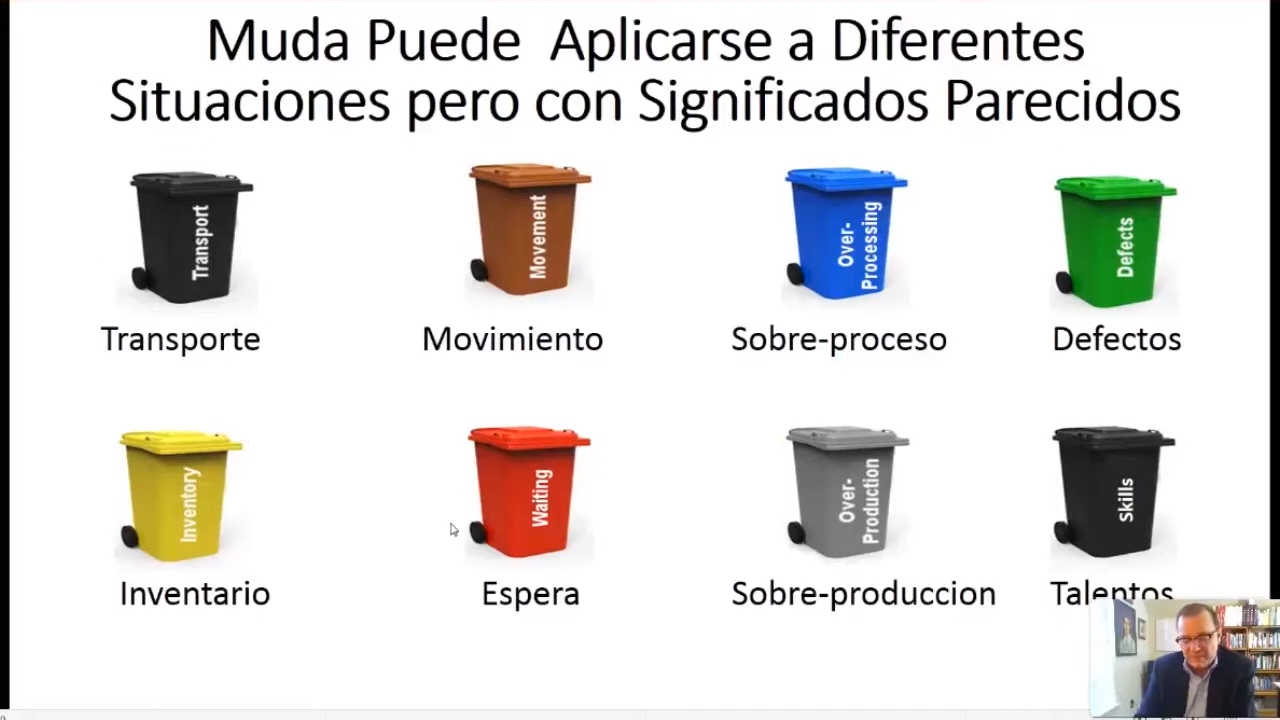 Muda Puede  Aplicarse a Diferentes
Situaciones pero con Significados Parecidos
Transport
Movement
Over-
Processing
Defects
Transporte
Movimiento
Sobre-proceso
Defectos
Inventory
Waiting
Over-
Production
Skills
Inventario
Espera
Sobre-produccion
Talentos